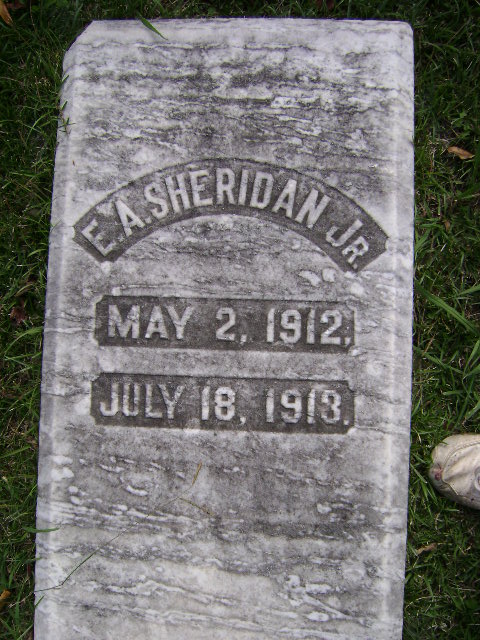 E.A. SHERIDAN Jr.
MAY 2, 1912.
JULY 18, 1913.